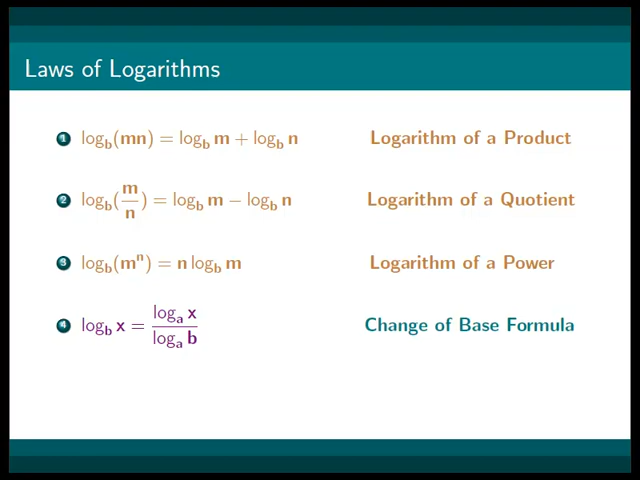 Laws of Logarithms
1 log_b(mn) = log_b m + log_b n Logarithm of a Product
2 log_b(m/n) = log_b m − log_b n Logarithm of a Quotient
3 log_b(m^n) = n log_b m Logarithm of a Power
4 log_b x = log_a x / log_a b Change of Base Formula